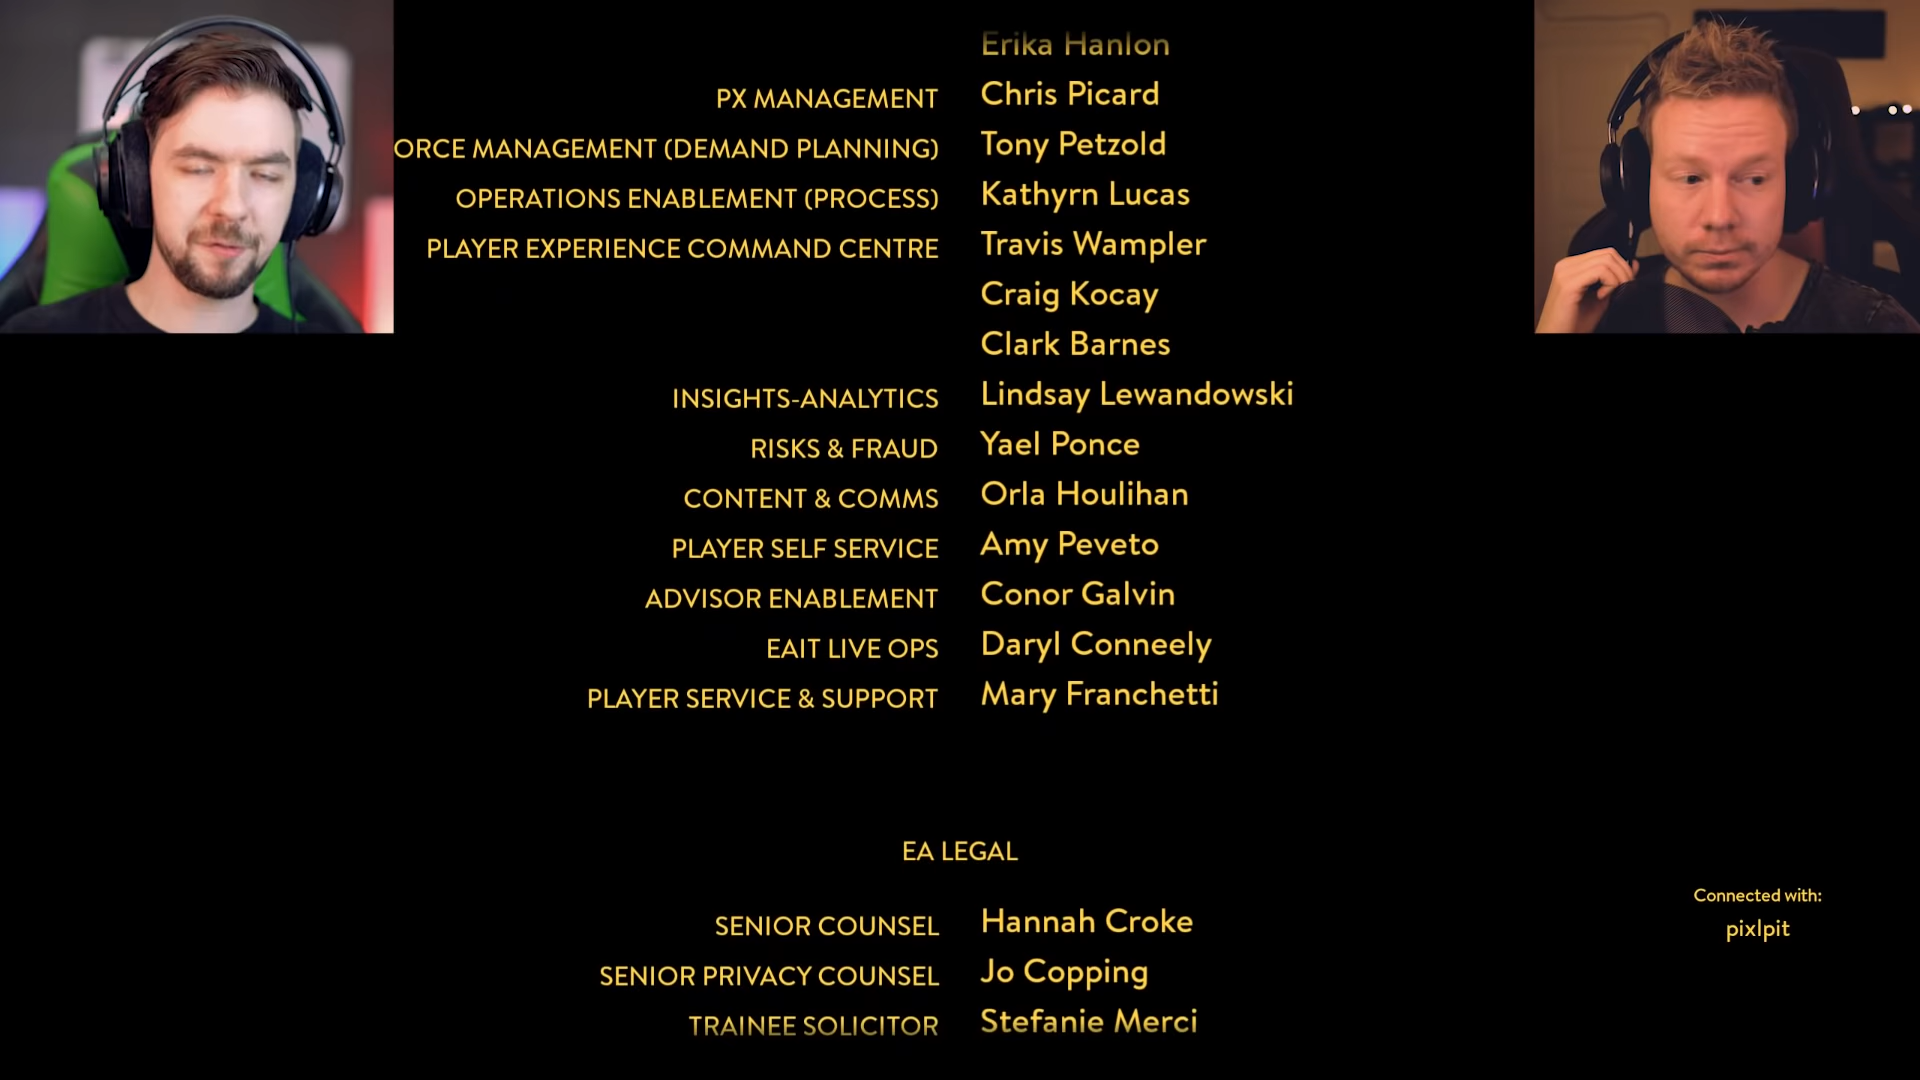 Erika Hanlon
PX MANAGEMENT Chris Picard
ORCE MANAGEMENT (DEMAND PLANNING) Tony Petzold
OPERATIONS ENABLEMENT (PROCESS) Kathyrn Lucas
PLAYER EXPERIENCE COMMAND CENTRE Travis Wampler
Craig Kocay
Clark Barnes
INSIGHTS-ANALYTICS Lindsay Lewandowski
RISKS & FRAUD Yael Ponce
CONTENT & COMMS Orla Houlihan
PLAYER SELF SERVICE Amy Peveto
ADVISOR ENABLEMENT Conor Galvin
EAIT LIVE OPS Daryl Conneely
PLAYER SERVICE & SUPPORT Mary Franchetti
EA LEGAL
SENIOR COUNSEL Hannah Croke
SENIOR PRIVACY COUNSEL Jo Copping
TRAINEE SOLICITOR Stefanie Merci
Connected with:
pixlpit